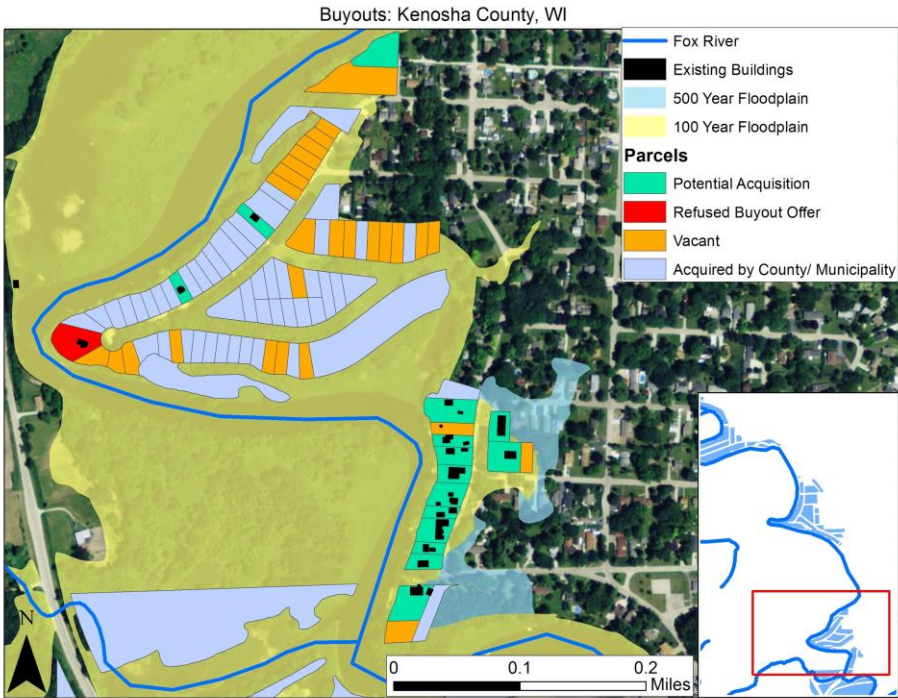 Buyouts: Kenosha County, WI
Fox River
Existing Buildings
500 Year Floodplain
100 Year Floodplain
Parcels
Potential Acquisition
Refused Buyout Offer
Vacant
Acquired by County/ Municipality
N
0 0.1 0.2
Miles